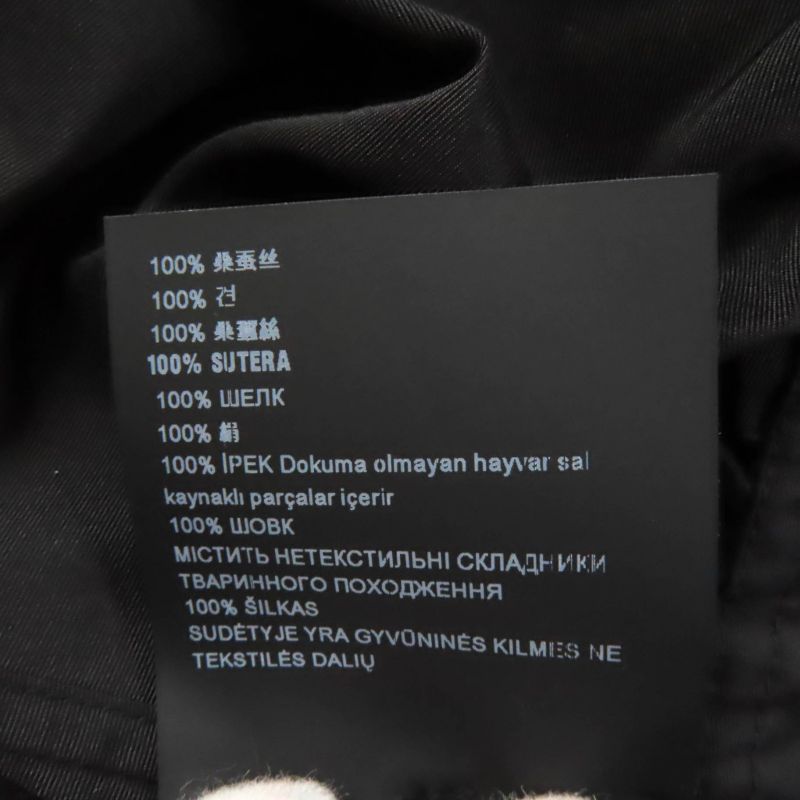 100% 桑蚕丝
100% 견
100% 桑蠶絲
100% SUTERA
100% ШЕЛК
100% 絹
100% İPEK Dokuma olmayan hayvansal
kaynaklı parçalar içerir
100% ШОВК
МІСТИТЬ НЕТЕКСТИЛЬНІ СКЛАДНИКИ
ТВАРИННОГО ПОХОДЖЕННЯ
100% ŠILKAS
SUDĖTYJE YRA GYVŪNINĖS KILMĖS NE
TEKSTILĖS DALIŲ